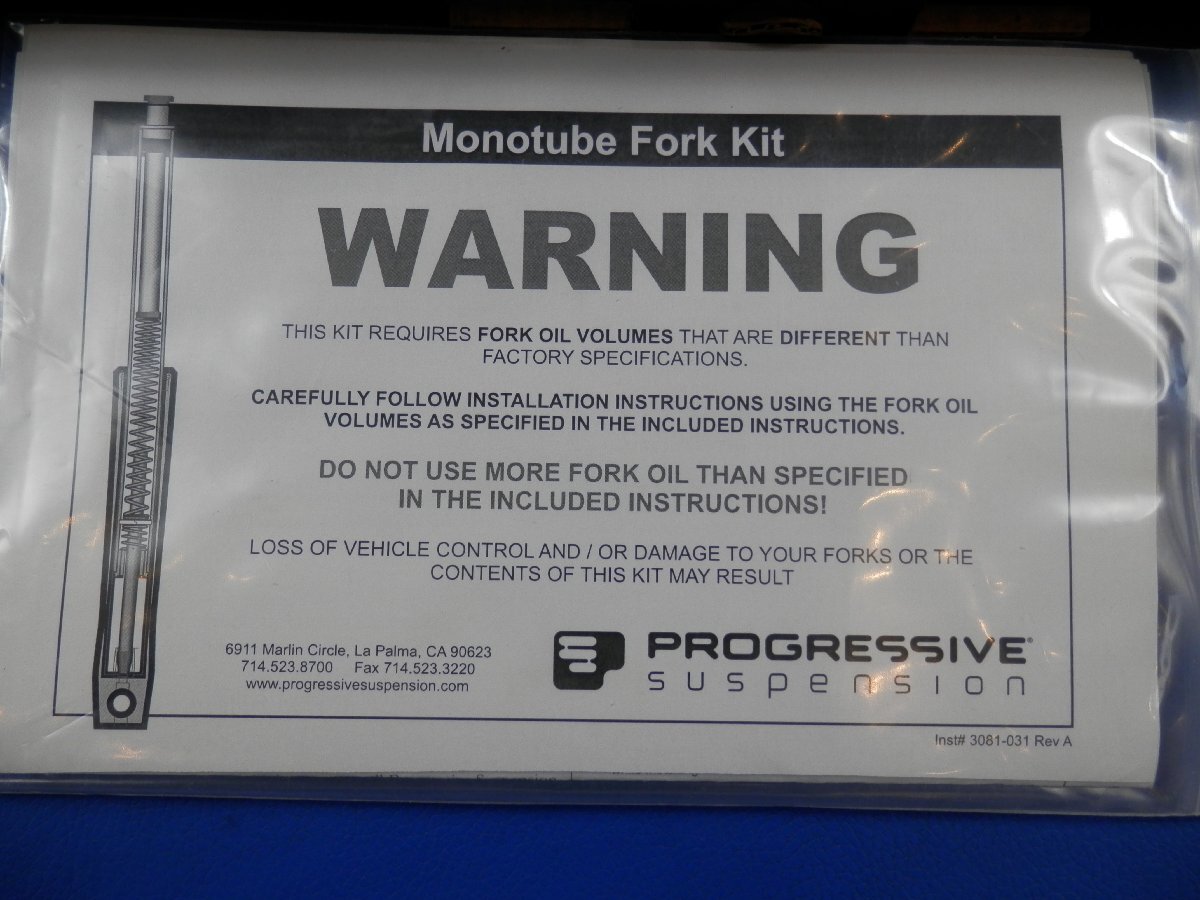 Monotube Fork Kit
WARNING
THIS KIT REQUIRES FORK OIL VOLUMES THAT ARE DIFFERENT THAN
FACTORY SPECIFICATIONS.
CAREFULLY FOLLOW INSTALLATION INSTRUCTIONS USING THE FORK OIL
VOLUMES AS SPECIFIED IN THE INCLUDED INSTRUCTIONS.
DO NOT USE MORE FORK OIL THAN SPECIFIED
IN THE INCLUDED INSTRUCTIONS!
LOSS OF VEHICLE CONTROL AND / OR DAMAGE TO YOUR FORKS OR THE
CONTENTS OF THIS KIT MAY RESULT
6911 Marlin Circle, La Palma, CA 90623
714.523.8700 Fax 714.523.3220
www.progressivesuspension.com
PROGRESSIVE®
suspension
Inst# 3081-031 Rev A